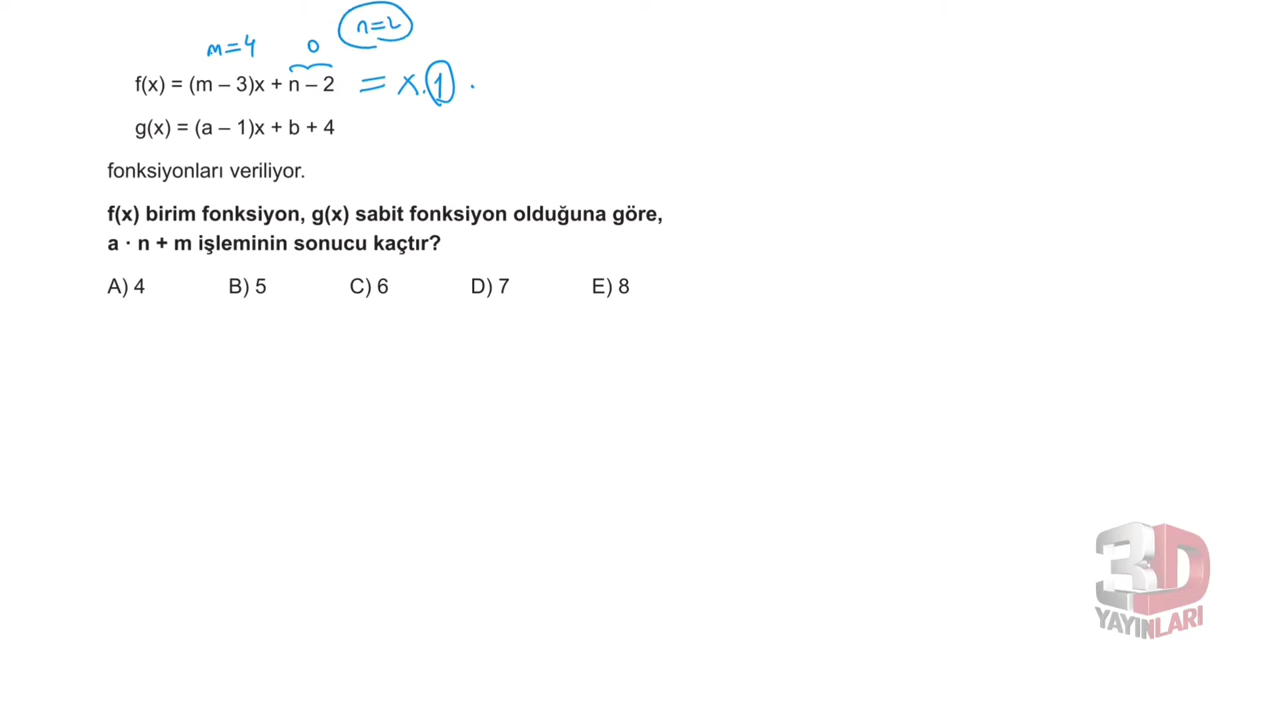 n=2
m=4 0
f(x) = (m – 3)x + n – 2 = x.1.
g(x) = (a – 1)x + b + 4
fonksiyonları veriliyor.
f(x) birim fonksiyon, g(x) sabit fonksiyon olduğuna göre,
a · n + m işleminin sonucu kaçtır?
A) 4 B) 5 C) 6 D) 7 E) 8
3D
YAYINLARI